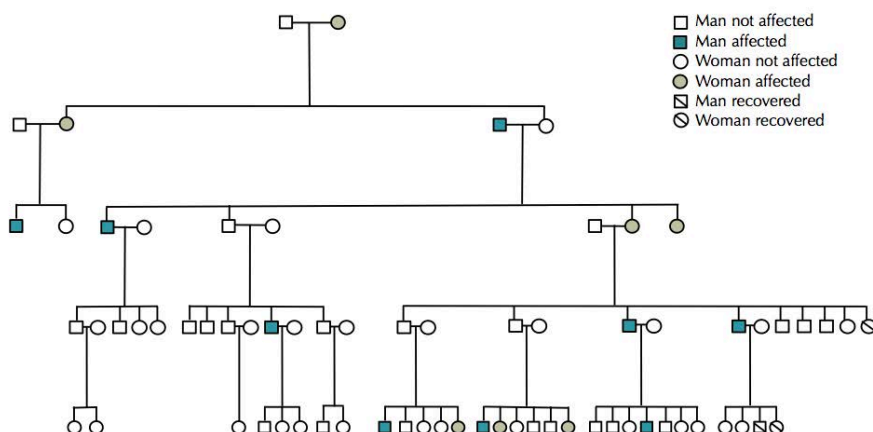 Man not affected
Man affected
Woman not affected
Woman affected
Man recovered
Woman recovered